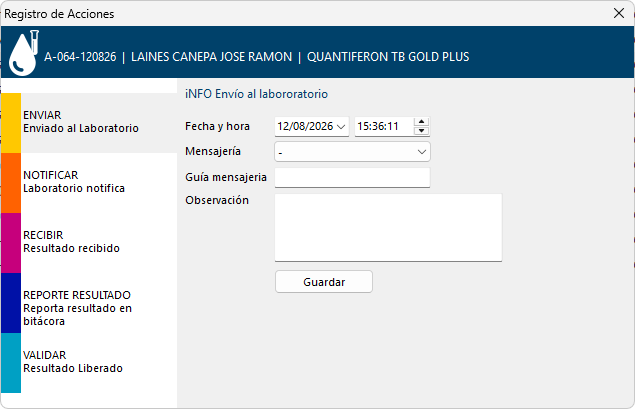 Registro de Acciones
A-064-120826 | LAINES CANEPA JOSE RAMON | QUANTIFERON TB GOLD PLUS
ENVIAR
Enviado al Laboratorio
NOTIFICAR
Laboratorio notifica
RECIBIR
Resultado recibido
REPORTE RESULTADO
Reporta resultado en
bitácora
VALIDAR
Resultado Liberado
iNFO Envío al labororatorio
Fecha y hora 12/08/2026 15:36:11
Mensajería -
Guía mensajeria
Observación
Guardar